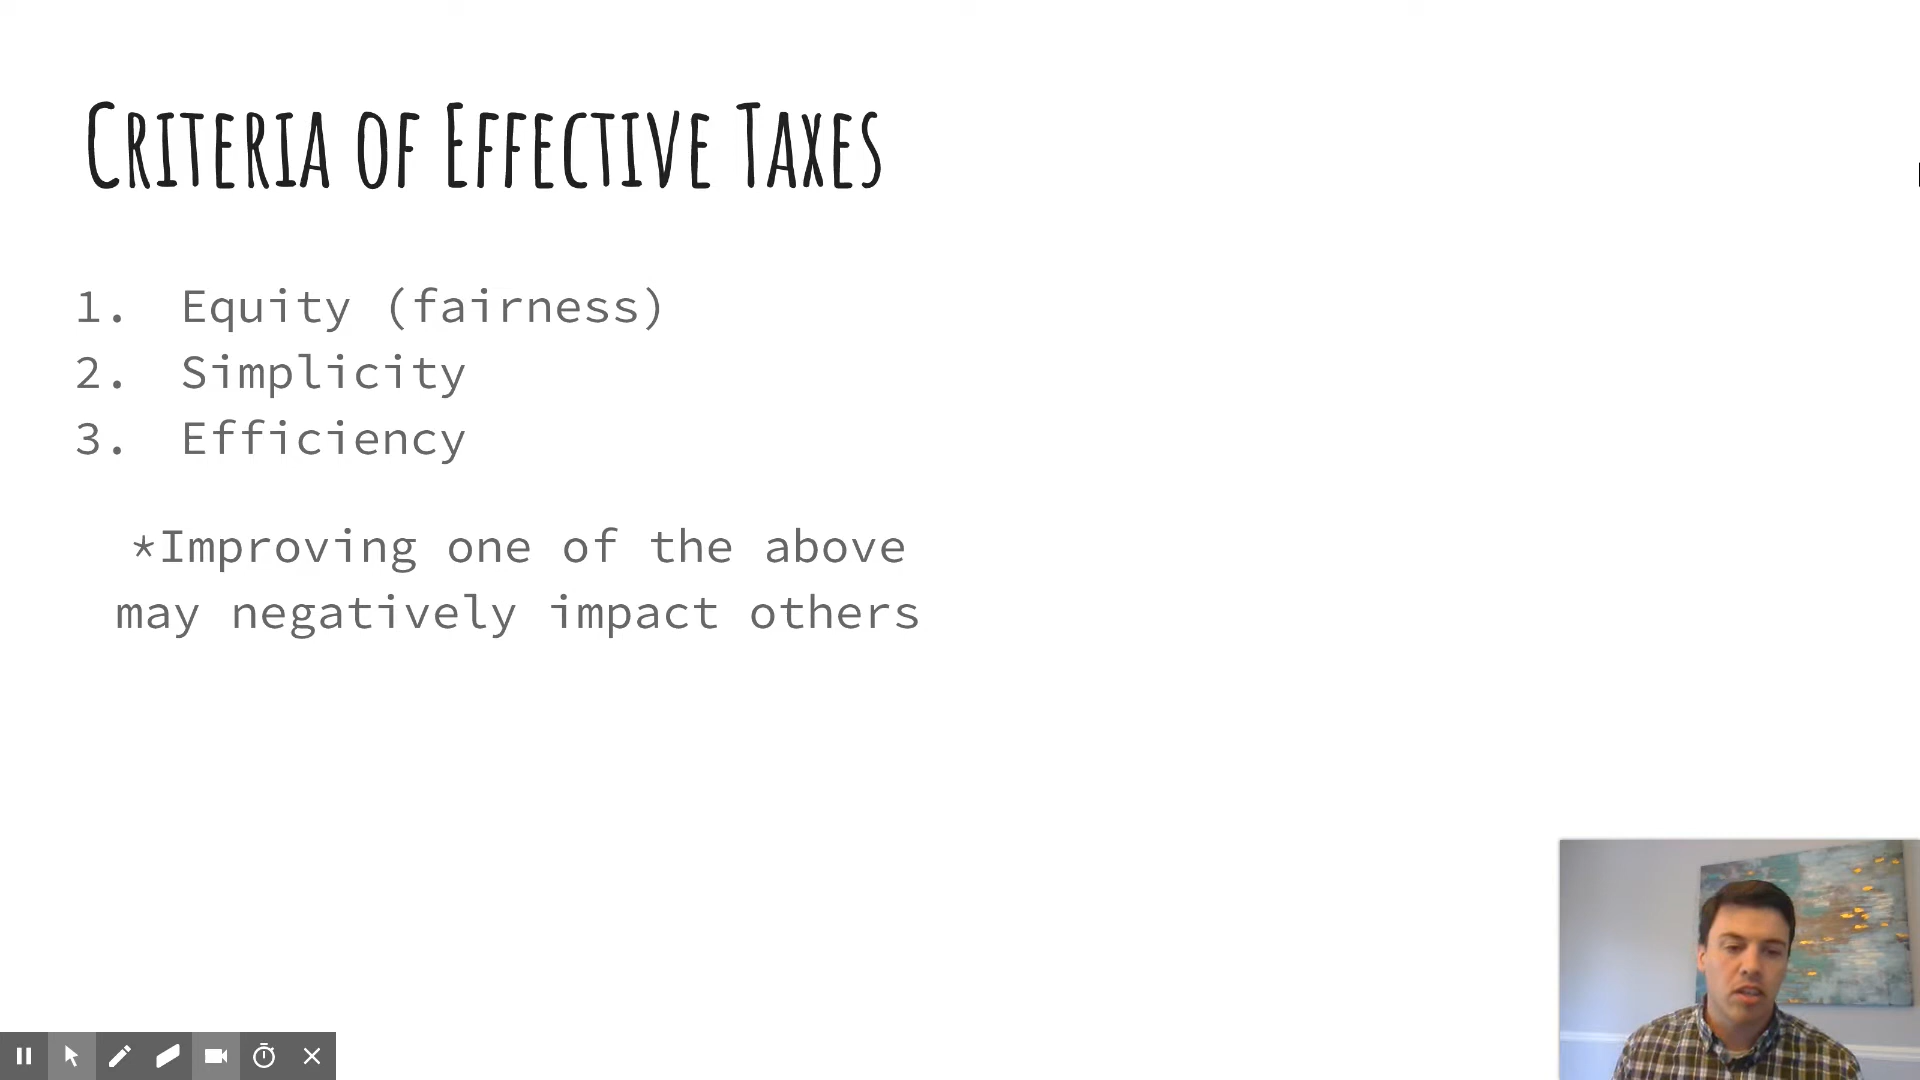 Criteria of Effective Taxes
1. Equity (fairness)
2. Simplicity
3. Efficiency
*Improving one of the above
may negatively impact others